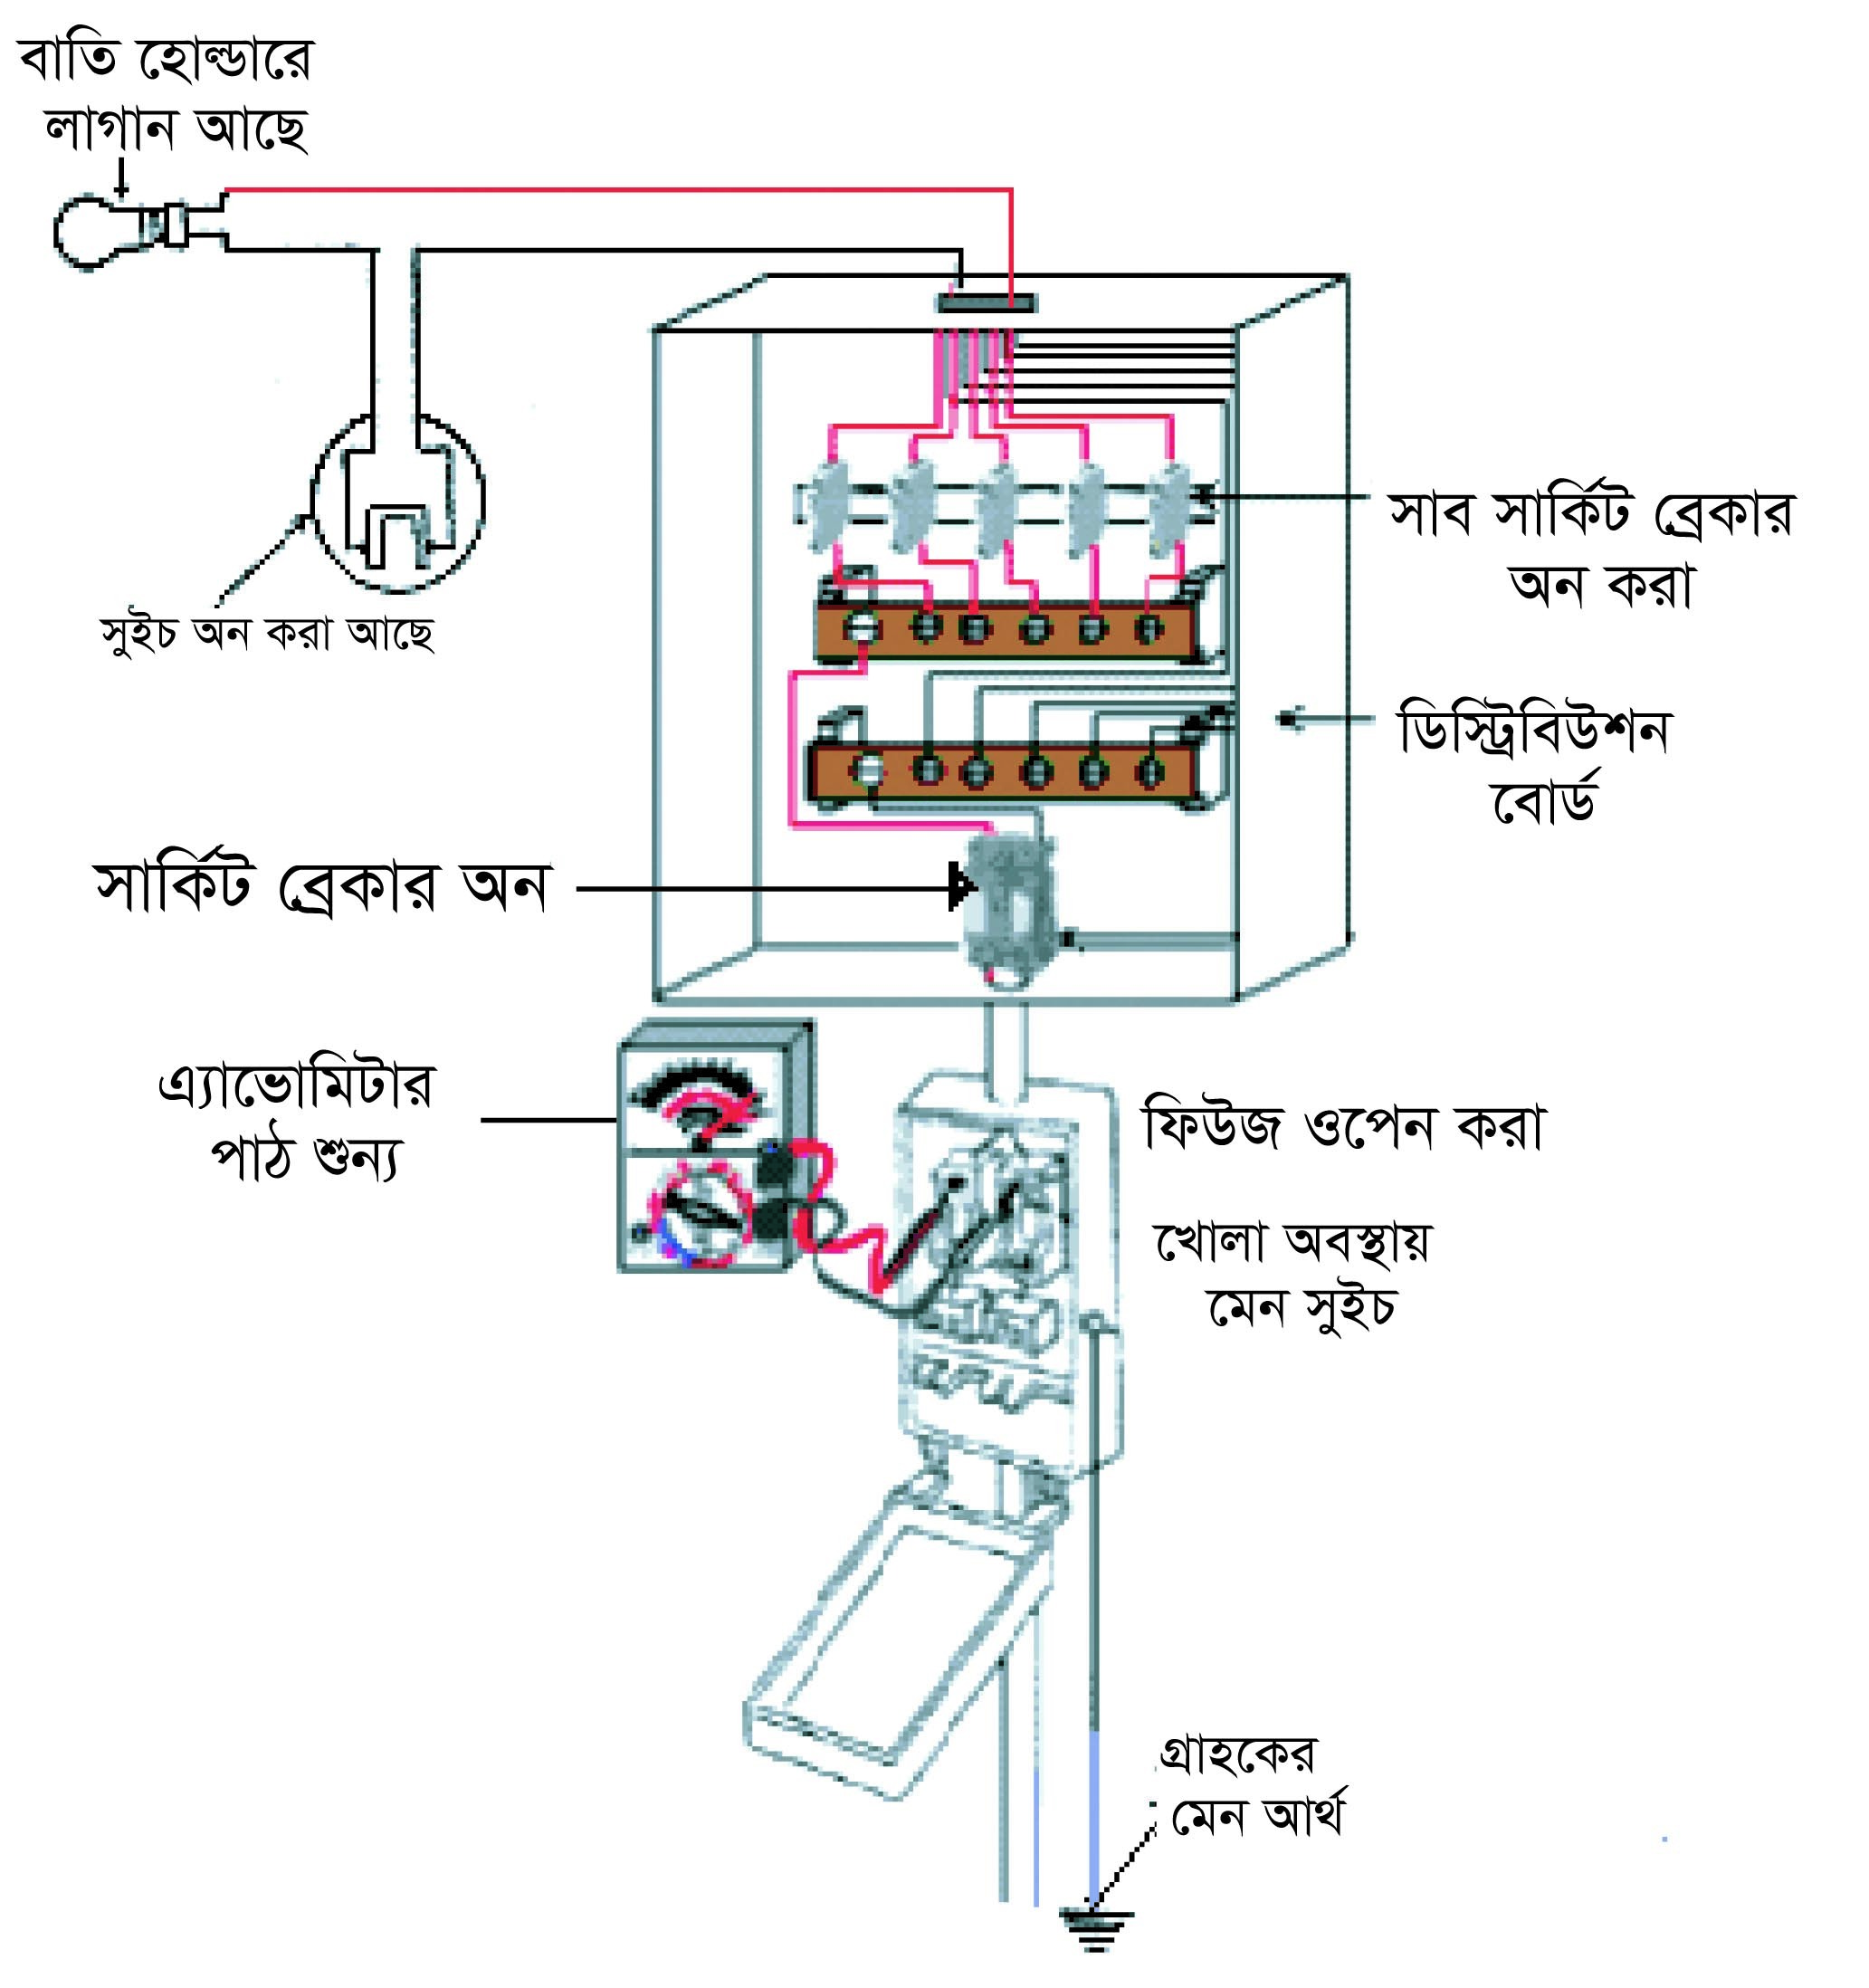 বাতি হোল্ডারে
লাগান আছে
সুইচ অন করা আছে
সাব সার্কিট ব্রেকার
অন করা
ডিস্ট্রিবিউশন
বোর্ড
সার্কিট ব্রেকার অন
এ্যাভোমিটার
পাঠ শুন্য
ফিউজ ওপেন করা
খোলা অবস্থায়
মেন সুইচ
গ্রাহকের
মেন আর্থ